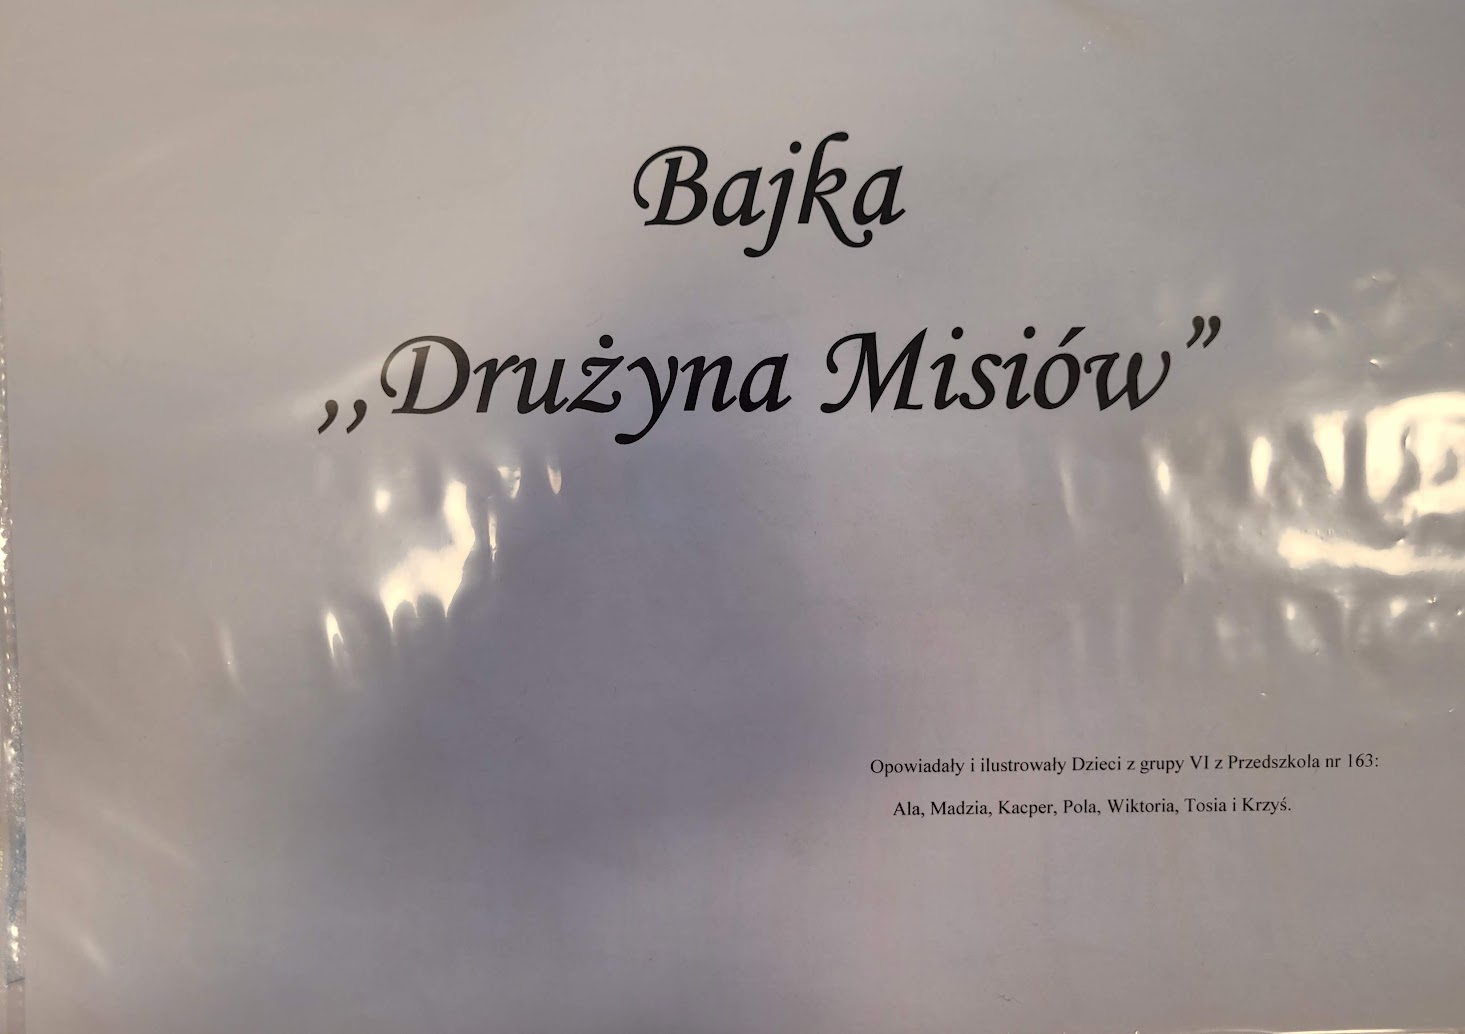 Bajka
,,Drużyna Misiów”
Opowiadały i ilustrowały Dzieci z grupy VI z Przedszkola nr 163:
Ala, Madzia, Kacper, Pola, Wiktoria, Tosia i Krzyś.